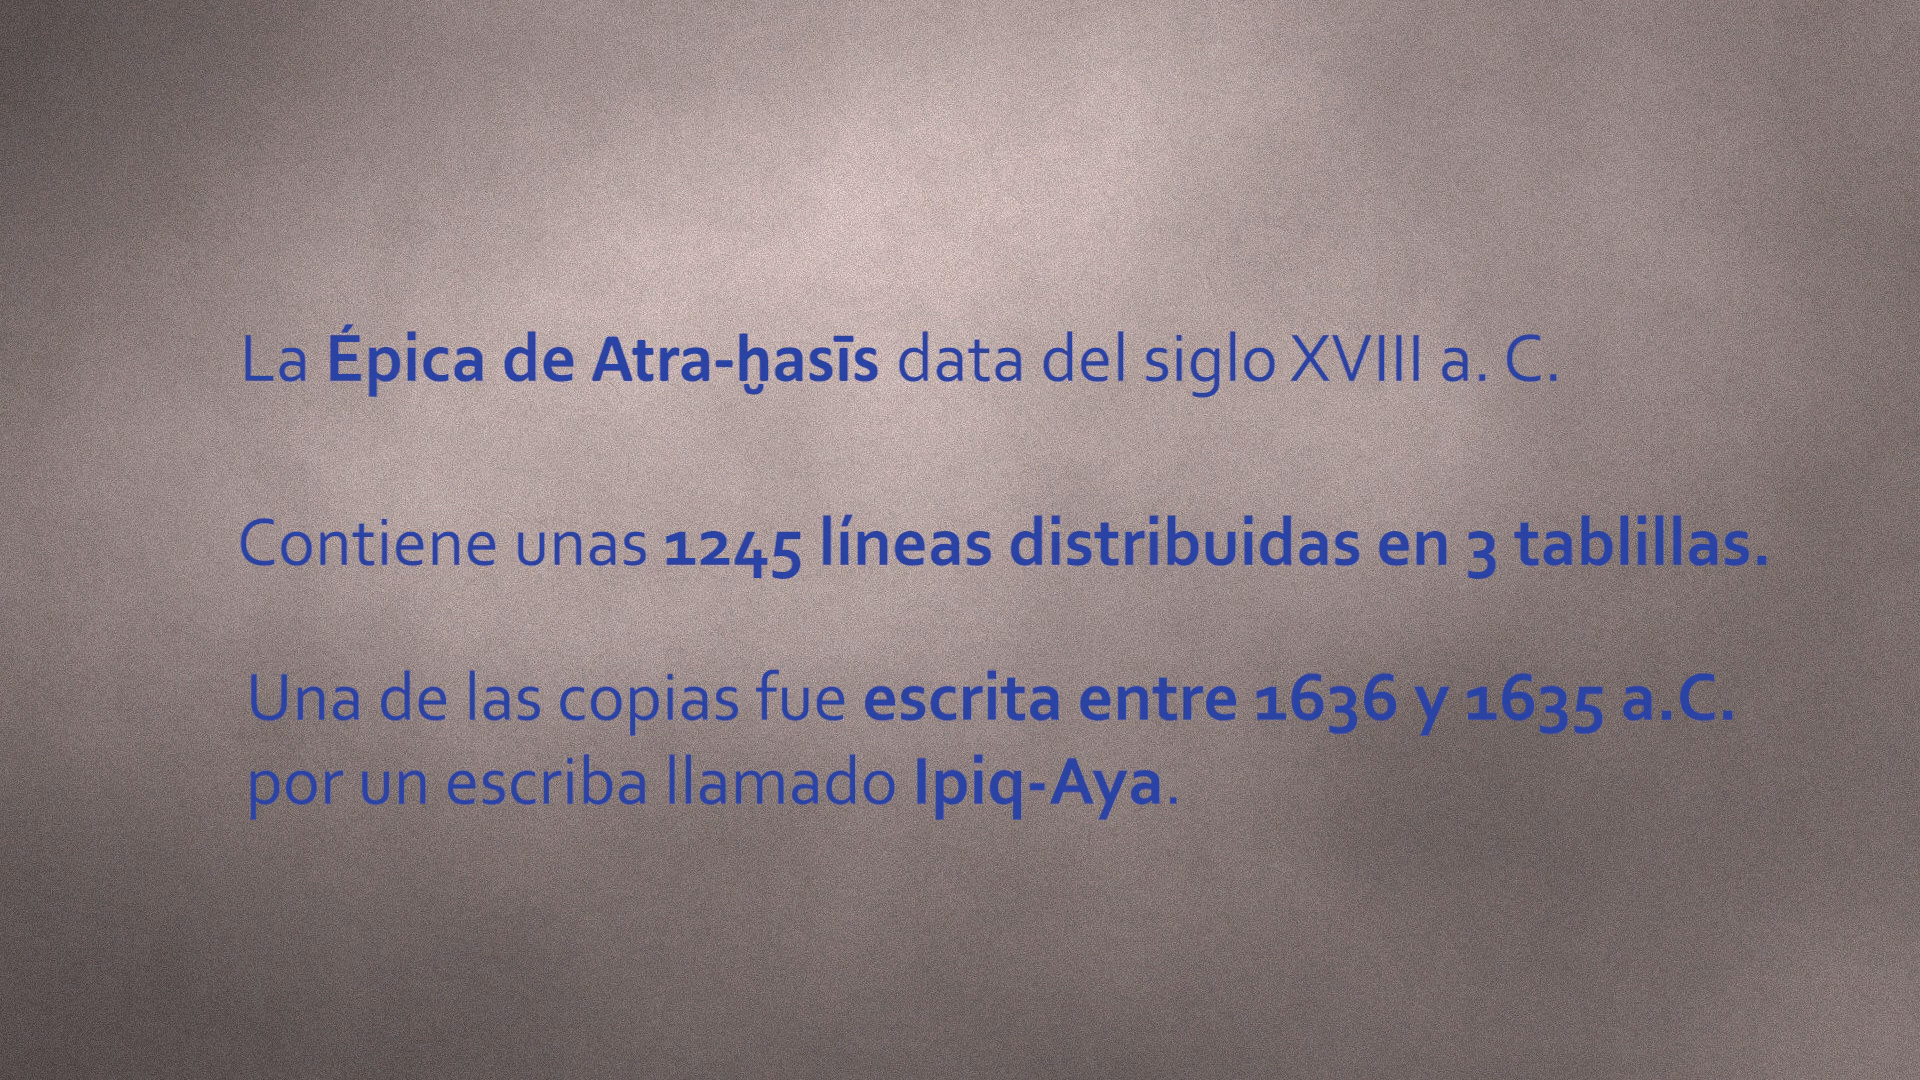 La Épica de Atra-ḫasīs data del siglo XVIII a. C.
Contiene unas 1245 líneas distribuidas en 3 tablillas.
Una de las copias fue escrita entre 1636 y 1635 a.C.
por un escriba llamado Ipiq-Aya.